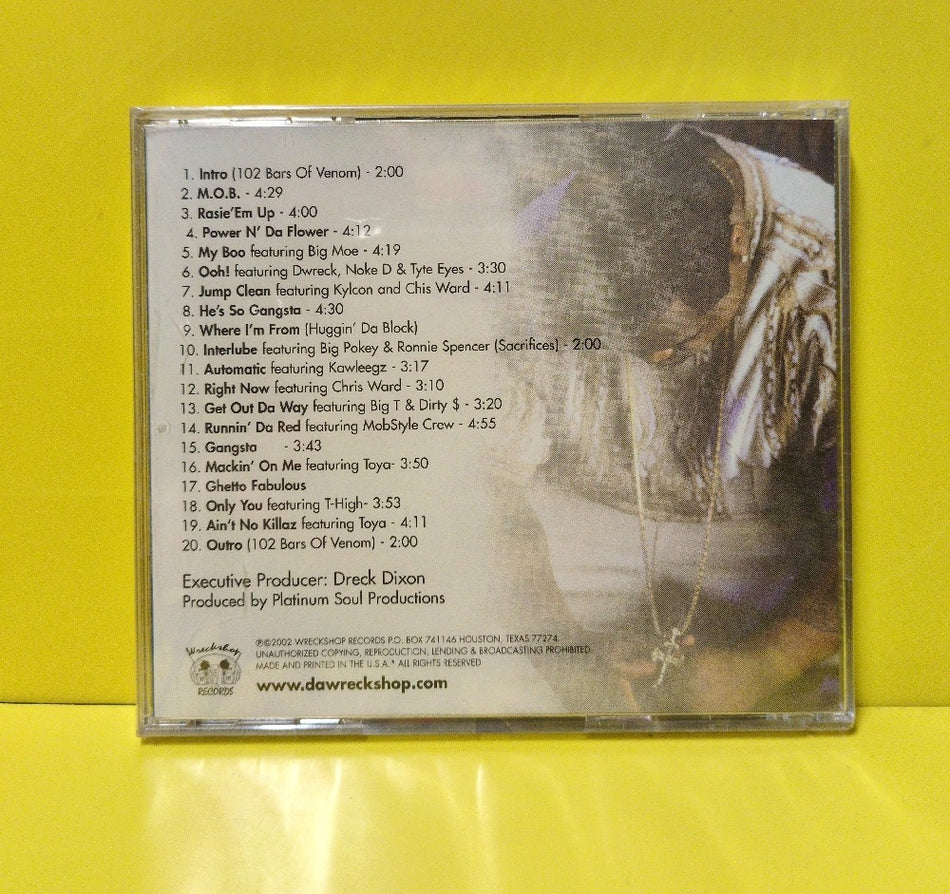 1. Intro (102 Bars Of Venom) - 2:00
2. M.O.B. - 4:29
3. Rasie'Em Up - 4:00
4. Power N' Da Flower - 4:12
5. My Boo featuring Big Moe - 4:19
6. Ooh! featuring Dwreck, Noke D & Tyte Eyes - 3:30
7. Jump Clean featuring Kylcon and Chis Ward - 4:11
8. He's So Gangsta - 4:30
9. Where I'm From (Huggin' Da Block)
10. Interlube featuring Big Pokey & Ronnie Spencer (Sacrifices) - 2:00
11. Automatic featuring Kawleegz - 3:17
12. Right Now featuring Chris Ward - 3:10
13. Get Out Da Way featuring Big T & Dirty $ - 3:20
14. Runnin' Da Red featuring MobStyle Crew - 4:55
15. Gangsta - 3:43
16. Mackin' On Me featuring Toya- 3:50
17. Ghetto Fabulous
18. Only You featuring T-High- 3:53
19. Ain't No Killaz featuring Toya - 4:11
20. Outro (102 Bars Of Venom) - 2:00
Executive Producer: Dreck Dixon
Produced by Platinum Soul Productions
Wreckshop
RECORDS
℗©2002 WRECKSHOP RECORDS P.O. BOX 741146 HOUSTON, TEXAS 77274.
UNAUTHORIZED COPYING, REPRODUCTION, LENDING & BROADCASTING PROHIBITED.
MADE AND PRINTED IN THE U.S.A.* ALL RIGHTS RESERVED
www.dawreckshop.com